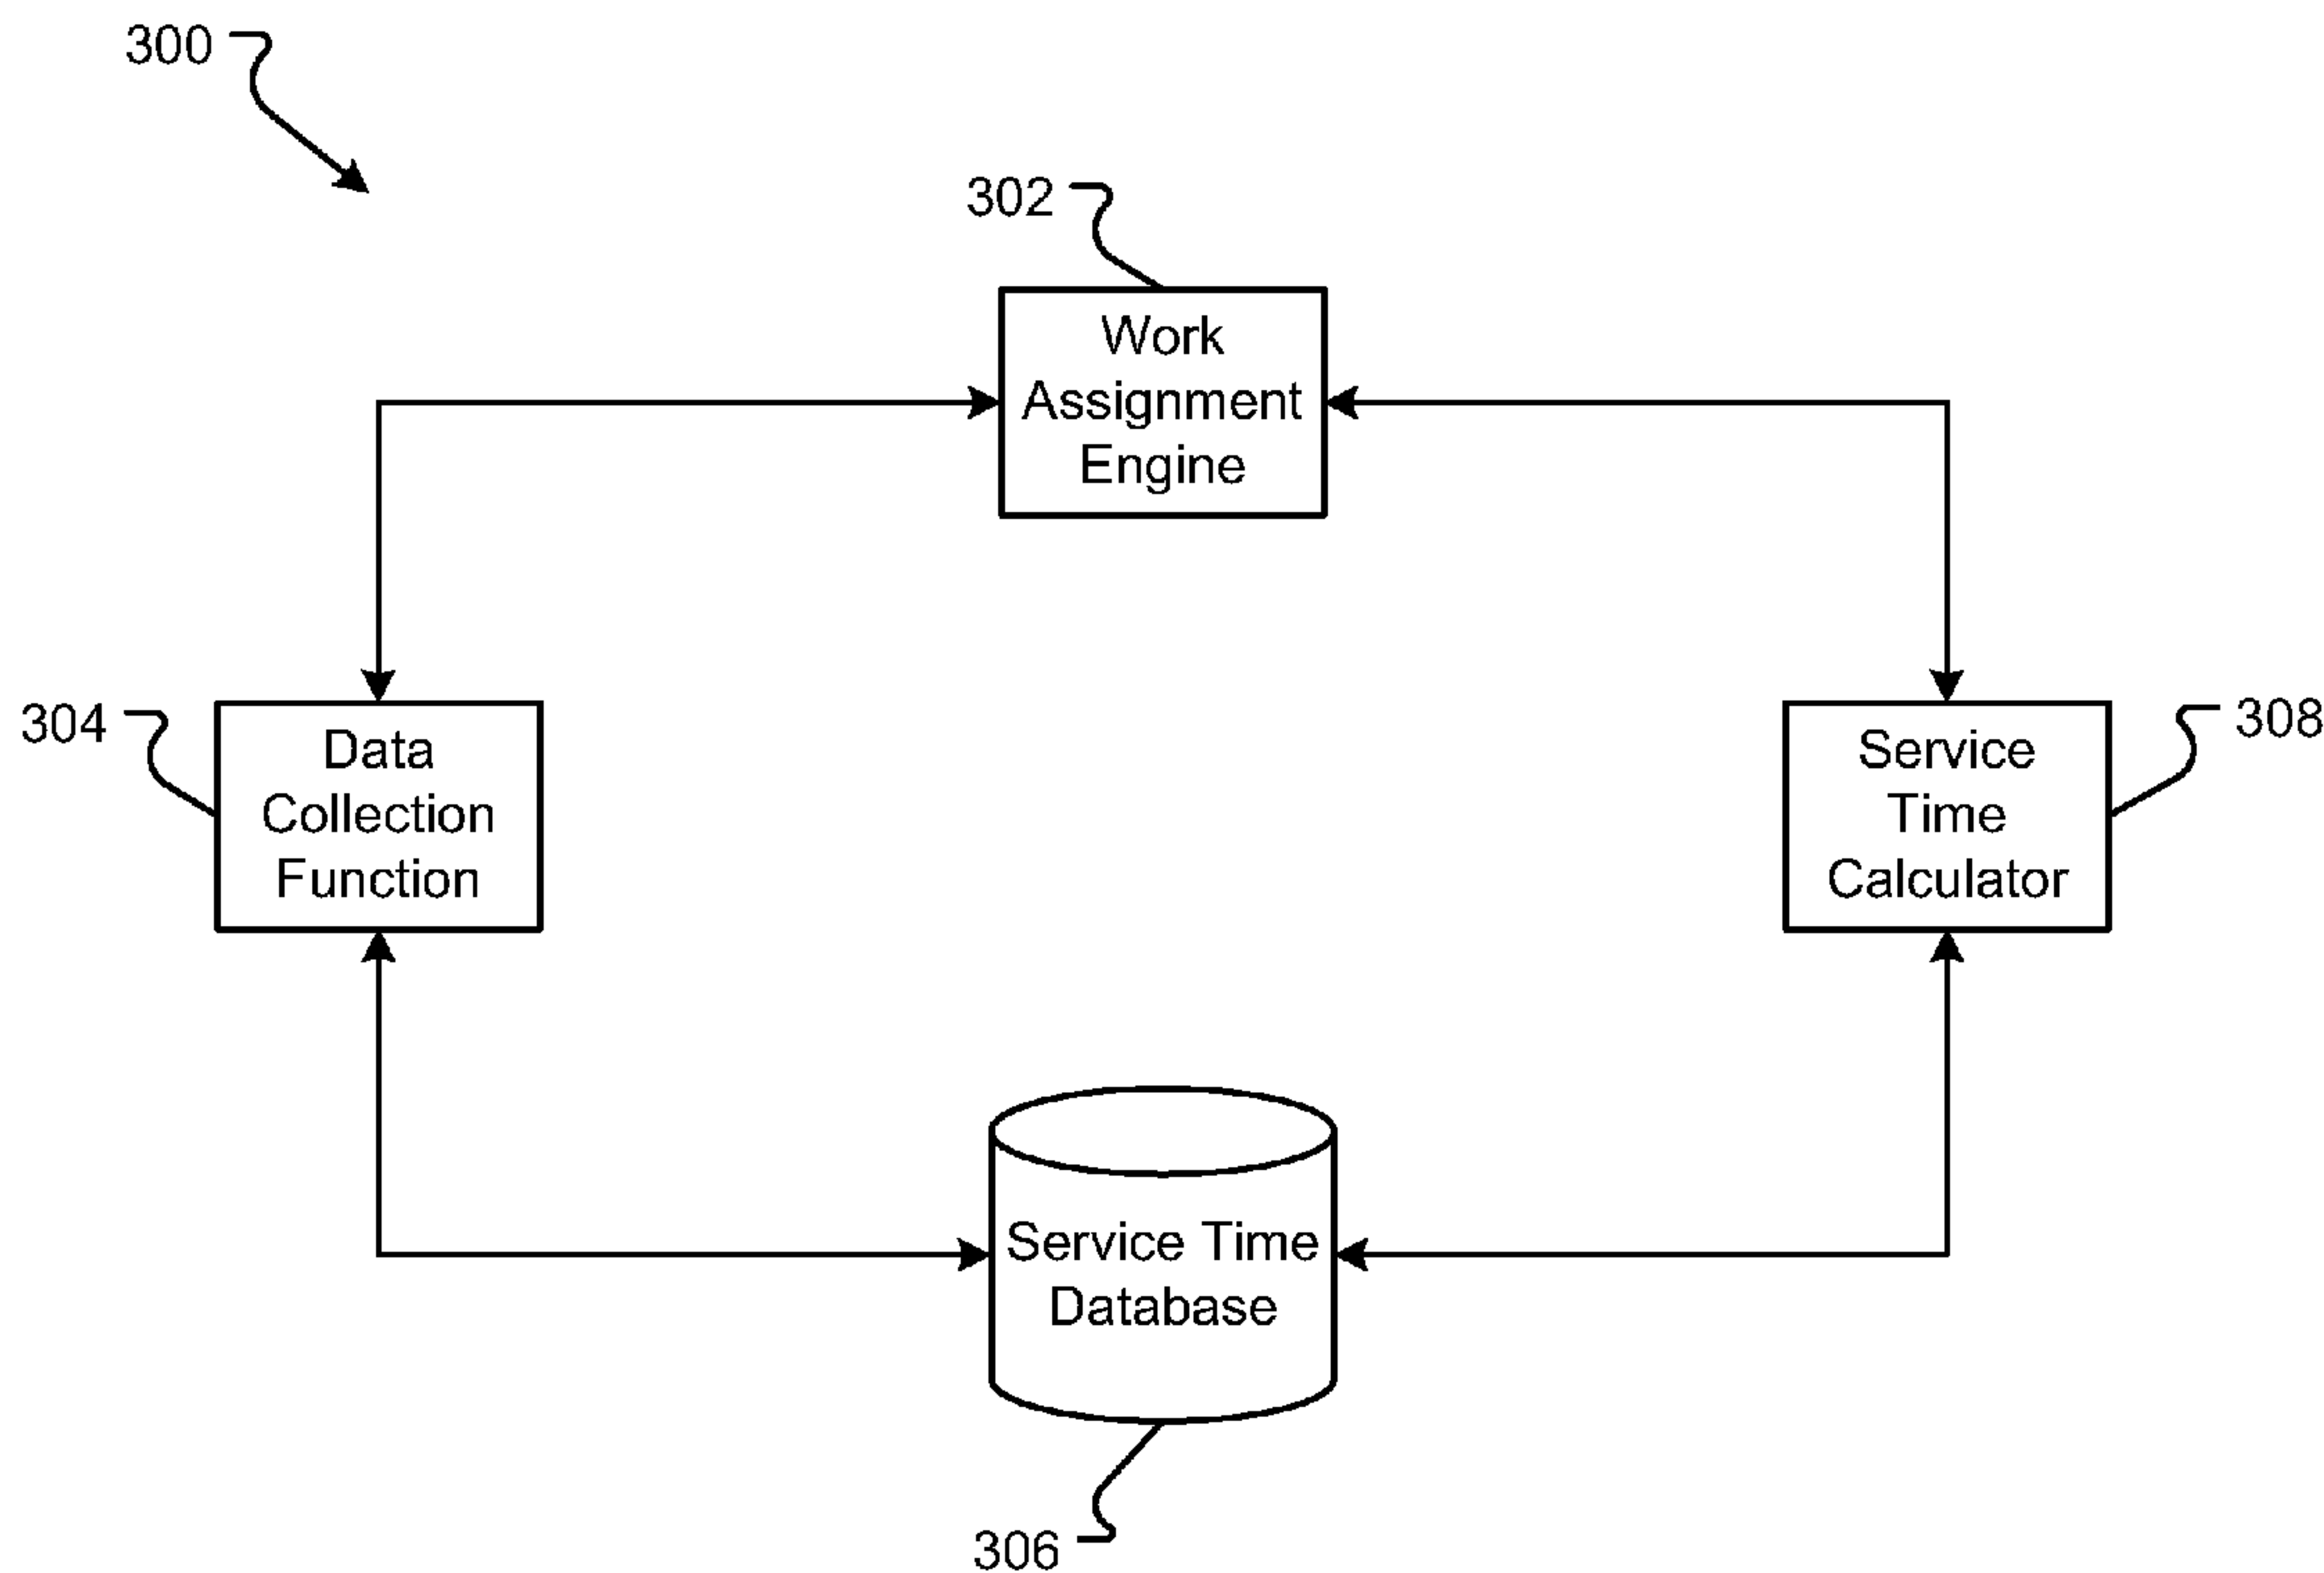 300
302
Work
Assignment
Engine
304
Data
Collection
Function
308
Service
Time
Calculator
Service Time
Database
306